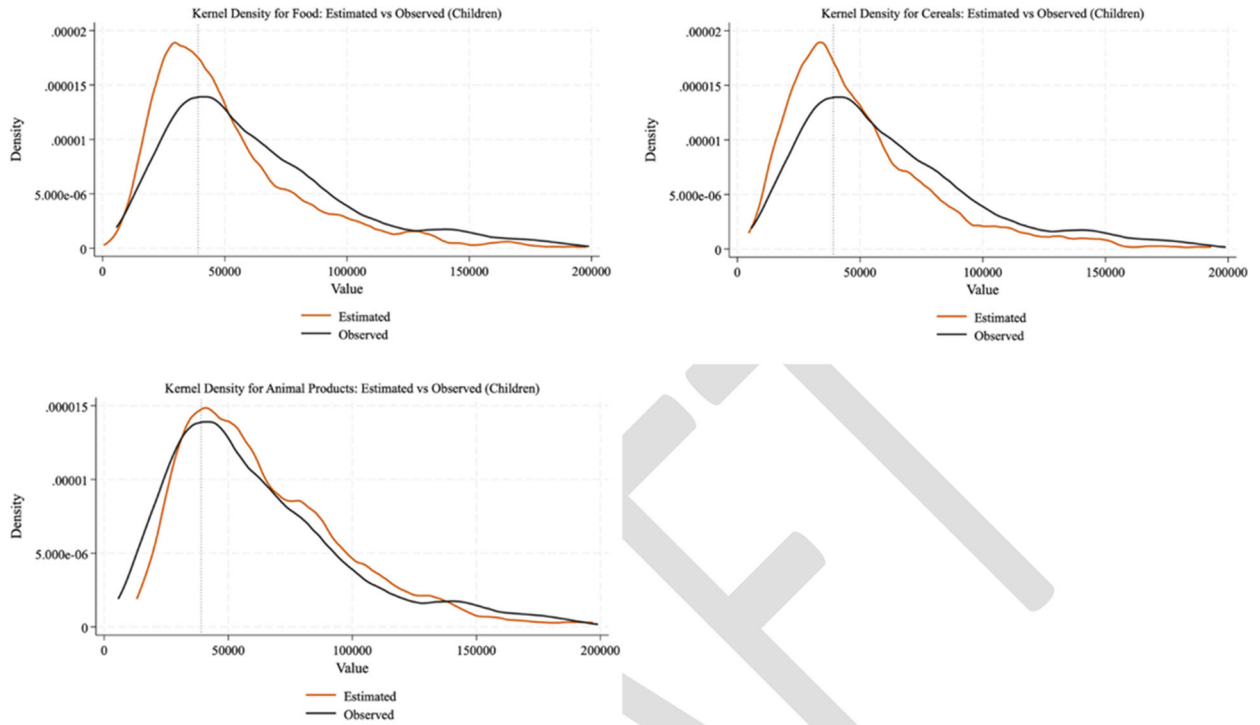 Kernel Density for Food: Estimated vs Observed (Children)
.00002
.000015
.00001
5.000e-06
0
Density
0 50000 100000 150000 200000
Value
Estimated
Observed
Kernel Density for Cereals: Estimated vs Observed (Children)
.00002
.000015
.00001
5.000e-06
0
Density
0 50000 100000 150000 200000
Value
Estimated
Observed
Kernel Density for Animal Products: Estimated vs Observed (Children)
.000015
.00001
5.000e-06
0
Density
0 50000 100000 150000 200000
Value
Estimated
Observed